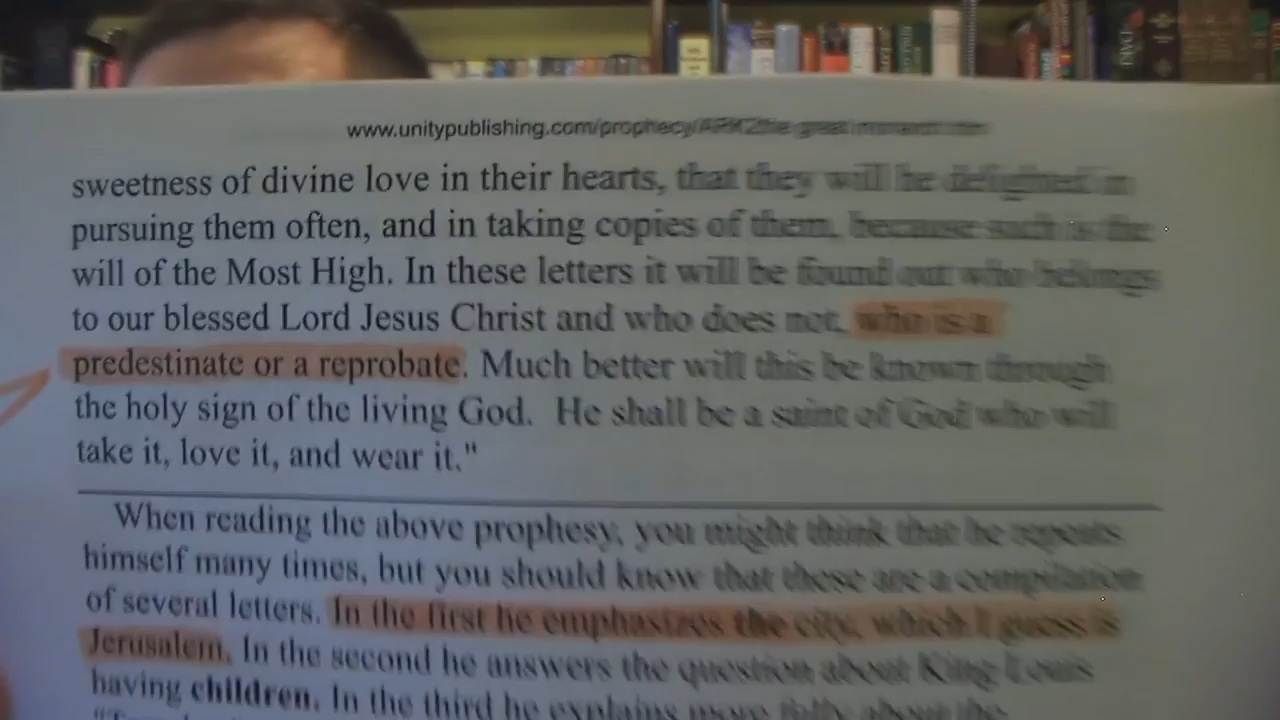 www.unitypublishing.com/prophecy/
sweetness of divine love in their hearts, that they will be delighted in
pursuing them often, and in taking copies of them, because such is the
will of the Most High. In these letters it will be found out who belongs
to our blessed Lord Jesus Christ and who does not, who is a
predestinate or a reprobate. Much better will this be known through
the holy sign of the living God. He shall be a saint of God who will
take it, love it, and wear it."
When reading the above prophesy, you might think that he repeats
himself many times, but you should know that these are a compilation
of several letters. In the first he emphasizes the city, which I guess is
Jerusalem. In the second he answers the question about King Louis
having children. In the third he explains more fully about the